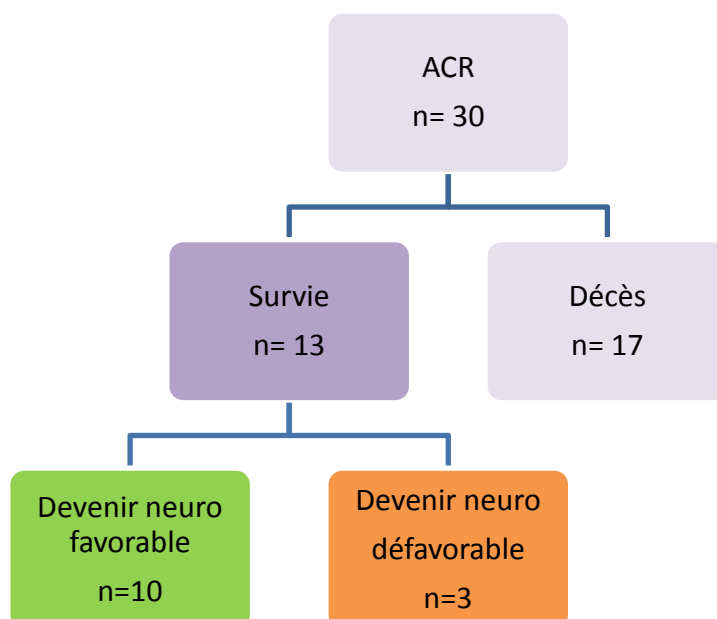 ACR
n= 30
Survie
n= 13
Décès
n= 17
Devenir neuro
favorable
n=10
Devenir neuro
défavorable
n=3